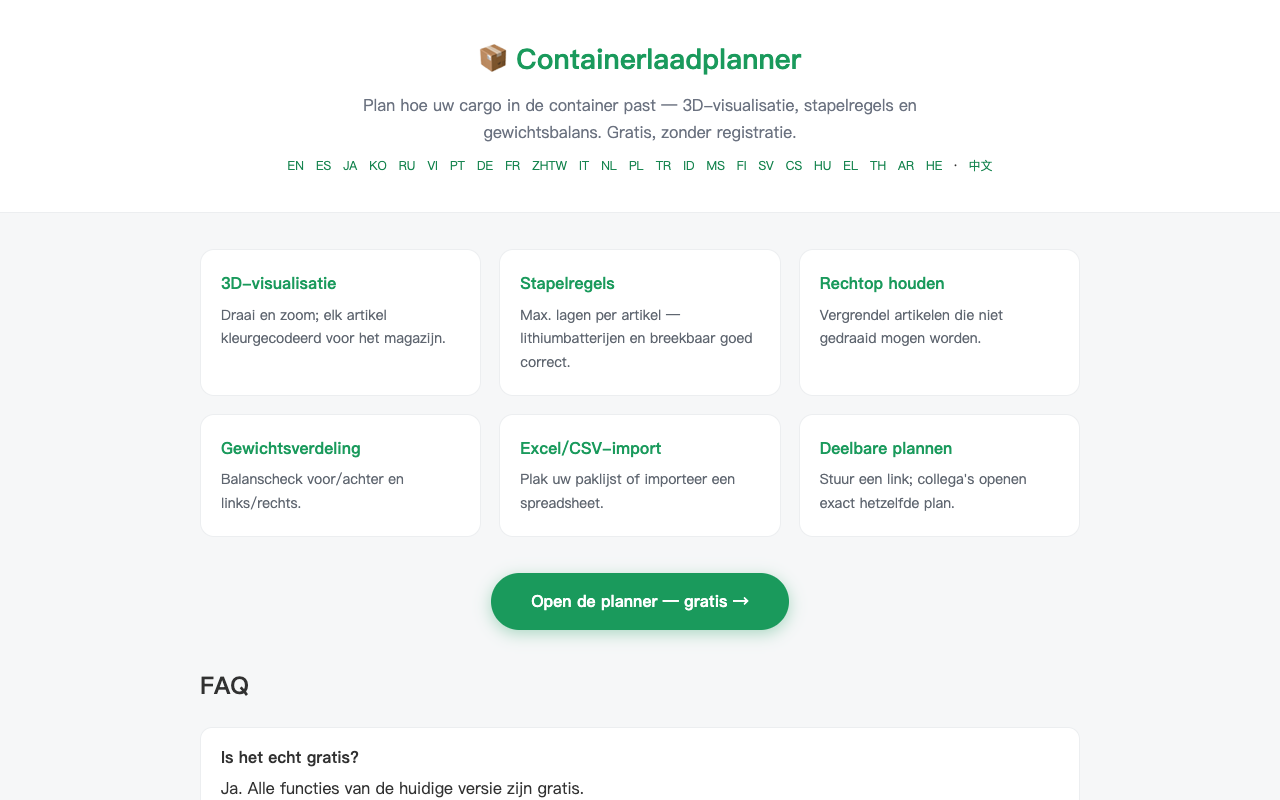 📦 Containerlaadplanner
Plan hoe uw cargo in de container past — 3D-visualisatie, stapelregels en
gewichtsbalans. Gratis, zonder registratie.
EN ES JA KO RU VI PT DE FR ZHTW IT NL PL TR ID MS FI SV CS HU EL TH AR HE · 中文
3D-visualisatie
Draai en zoom; elk artikel
kleurgecodeerd voor het magazijn.
Stapelregels
Max. lagen per artikel —
lithiumbatterijen en breekbaar goed
correct.
Rechtop houden
Vergrendel artikelen die niet
gedraaid mogen worden.
Gewichtsverdeling
Balanscheck voor/achter en
links/rechts.
Excel/CSV-import
Plak uw paklijst of importeer een
spreadsheet.
Deelbare plannen
Stuur een link; collega's openen
exact hetzelfde plan.
Open de planner — gratis →
FAQ
Is het echt gratis?
Ja. Alle functies van de huidige versie zijn gratis.